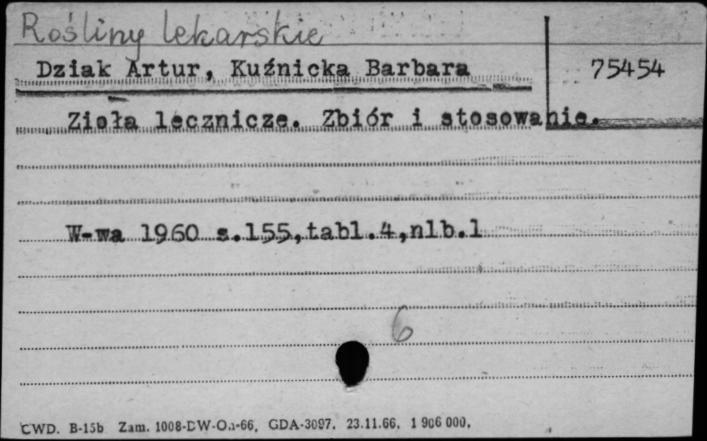 Rośliny lekarskie
Dziak Artur, Kuźnicka Barbara 75454
Zioła lecznicze. Zbiór i stosowanie.
W-wa 1960 s.155,tabl.4,nlb.1
6
CWD. B-15b Zam. 1008-DW-On-66, GDA-3097. 23.11.66. 1 906 000.